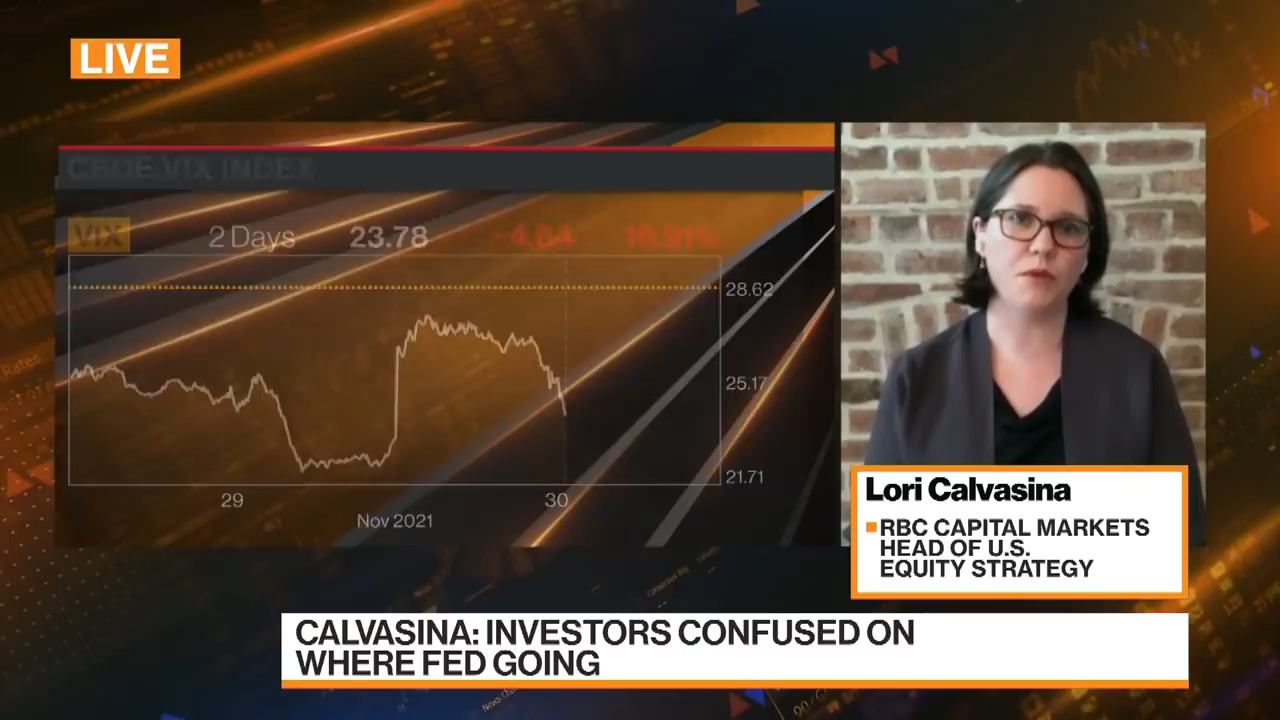 LIVE
CBOE VIX INDEX
VIX 2 Days 23.78 -4.84 16.91%
28.62
25.17
21.71
29 30
Nov 2021
Lori Calvasina
RBC CAPITAL MARKETS
HEAD OF U.S.
EQUITY STRATEGY
CALVASINA: INVESTORS CONFUSED ON
WHERE FED GOING
Rates